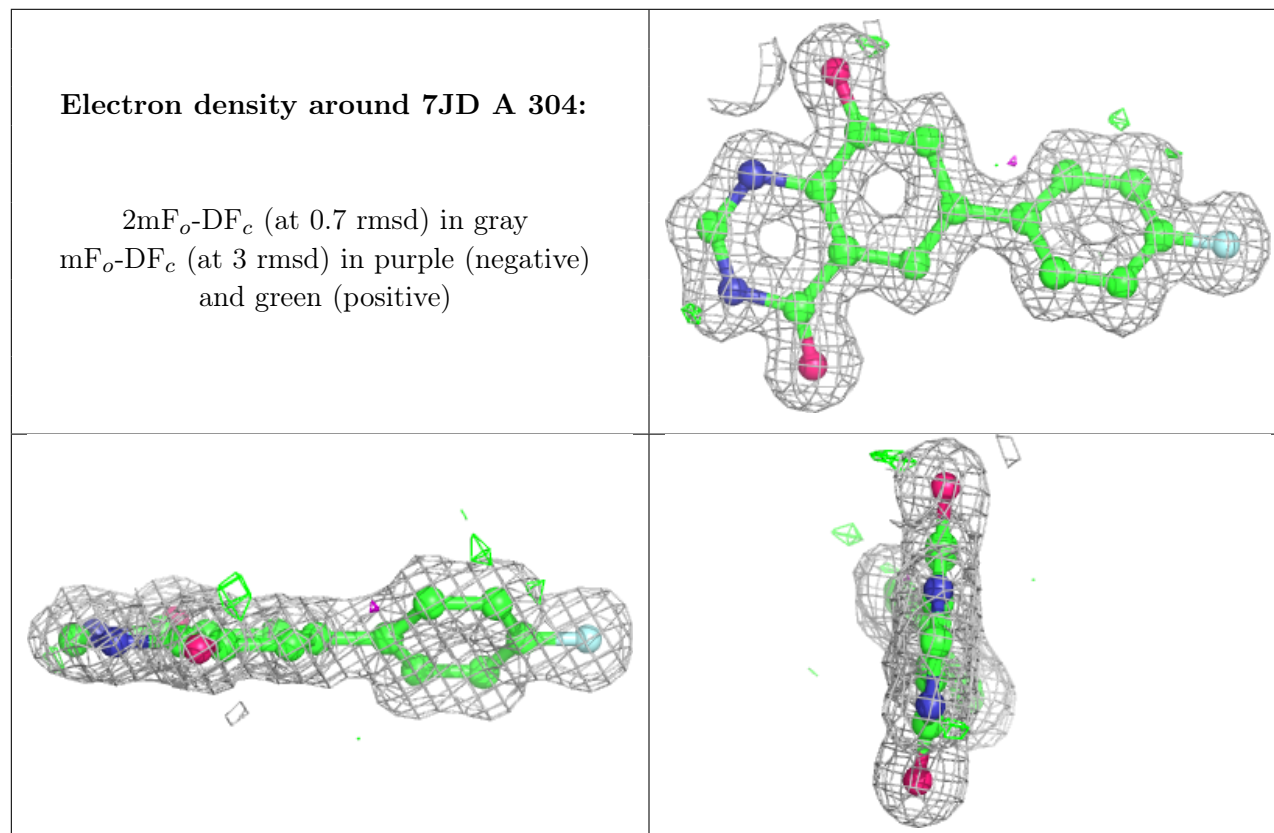 Electron density around 7JD A 304:
2mFo-DFc (at 0.7 rmsd) in gray
mFo-DFc (at 3 rmsd) in purple (negative)
and green (positive)